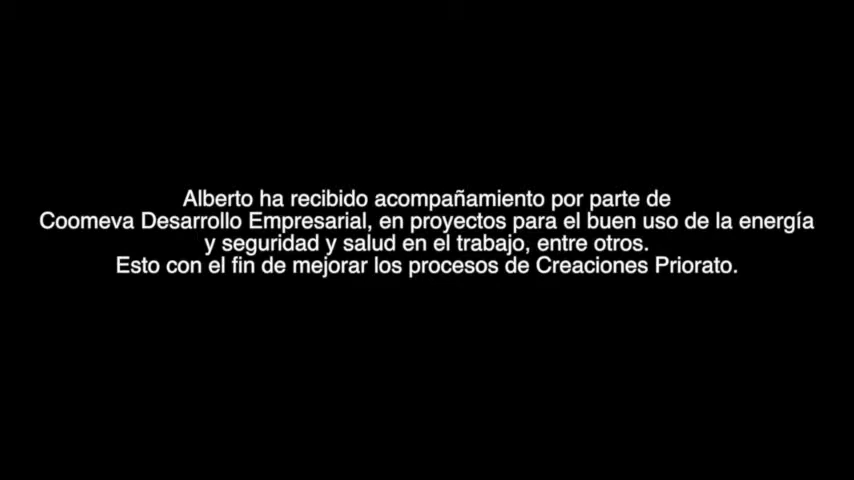 Alberto ha recibido acompañamiento por parte de
Coomeva Desarrollo Empresarial, en proyectos para el buen uso de la energía
y seguridad y salud en el trabajo, entre otros.
Esto con el fin de mejorar los procesos de Creaciones Priorato.